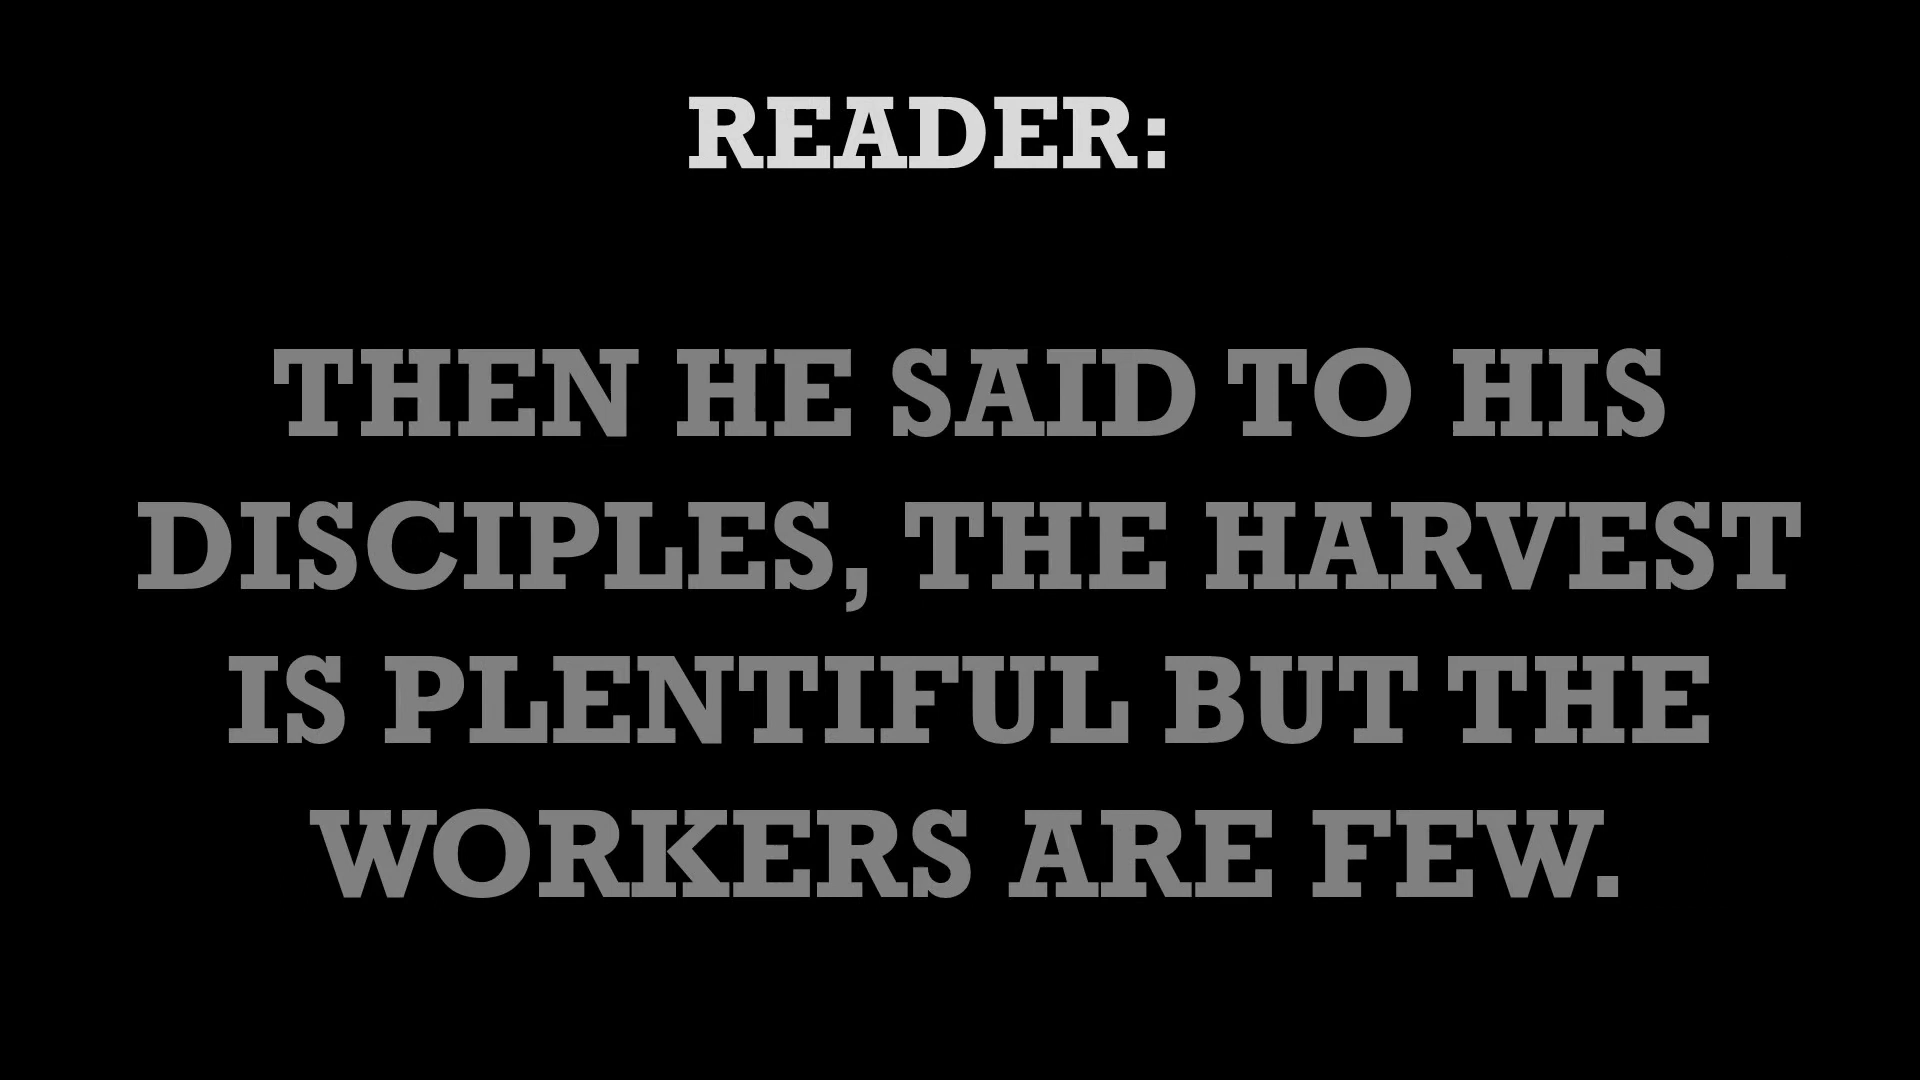 READER:
THEN HE SAID TO HIS
DISCIPLES, THE HARVEST
IS PLENTIFUL BUT THE
WORKERS ARE FEW.